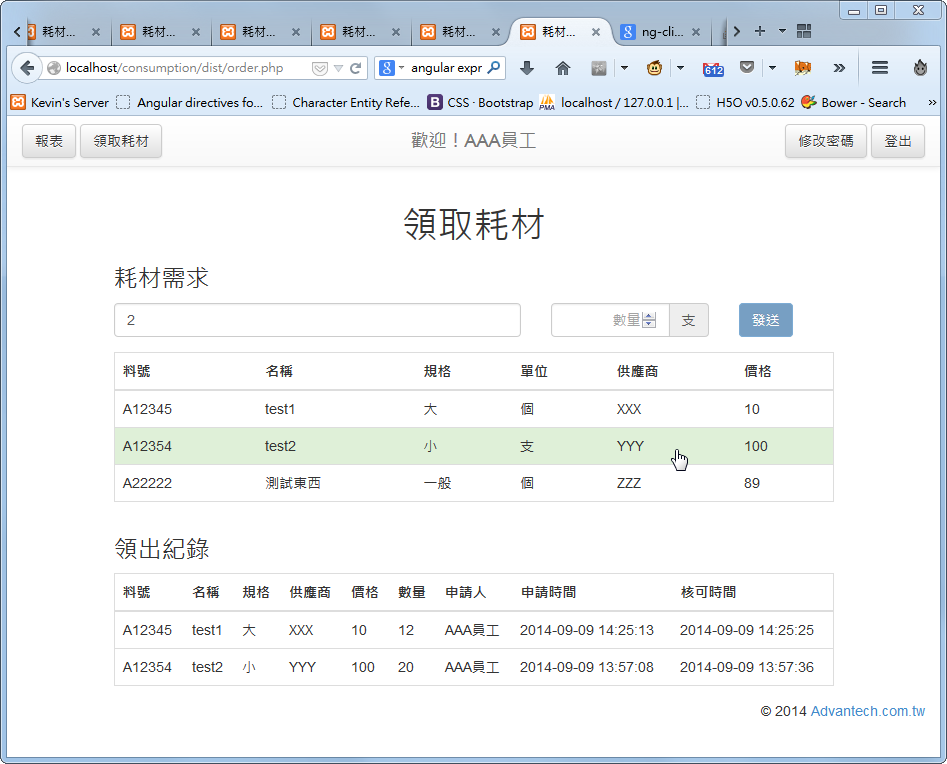 耗材... 耗材... 耗材... 耗材... 耗材... 耗材... ng-cli...
localhost/consumption/dist/order.php angular expr 612
Kevin's Server Angular directives fo... Character Entity Refe... CSS · Bootstrap localhost / 127.0.0.1 |... H5O v0.5.0.62 Bower - Search
報表 領取耗材 歡迎！AAA員工 修改密碼 登出
領取耗材
耗材需求
2 數量 支 發送
料號 名稱 規格 單位 供應商 價格
A12345 test1 大 個 XXX 10
A12354 test2 小 支 YYY 100
A22222 測試東西 一般 個 ZZZ 89
領出紀錄
料號 名稱 規格 供應商 價格 數量 申請人 申請時間 核可時間
A12345 test1 大 XXX 10 12 AAA員工 2014-09-09 14:25:13 2014-09-09 14:25:25
A12354 test2 小 YYY 100 20 AAA員工 2014-09-09 13:57:08 2014-09-09 13:57:36
© 2014 Advantech.com.tw